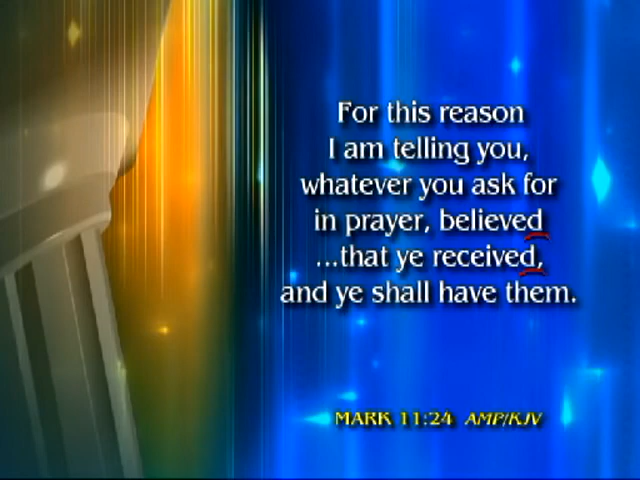 For this reason
I am telling you,
whatever you ask for
in prayer, believed
...that ye received,
and ye shall have them.
MARK 11:24 AMP/KJV